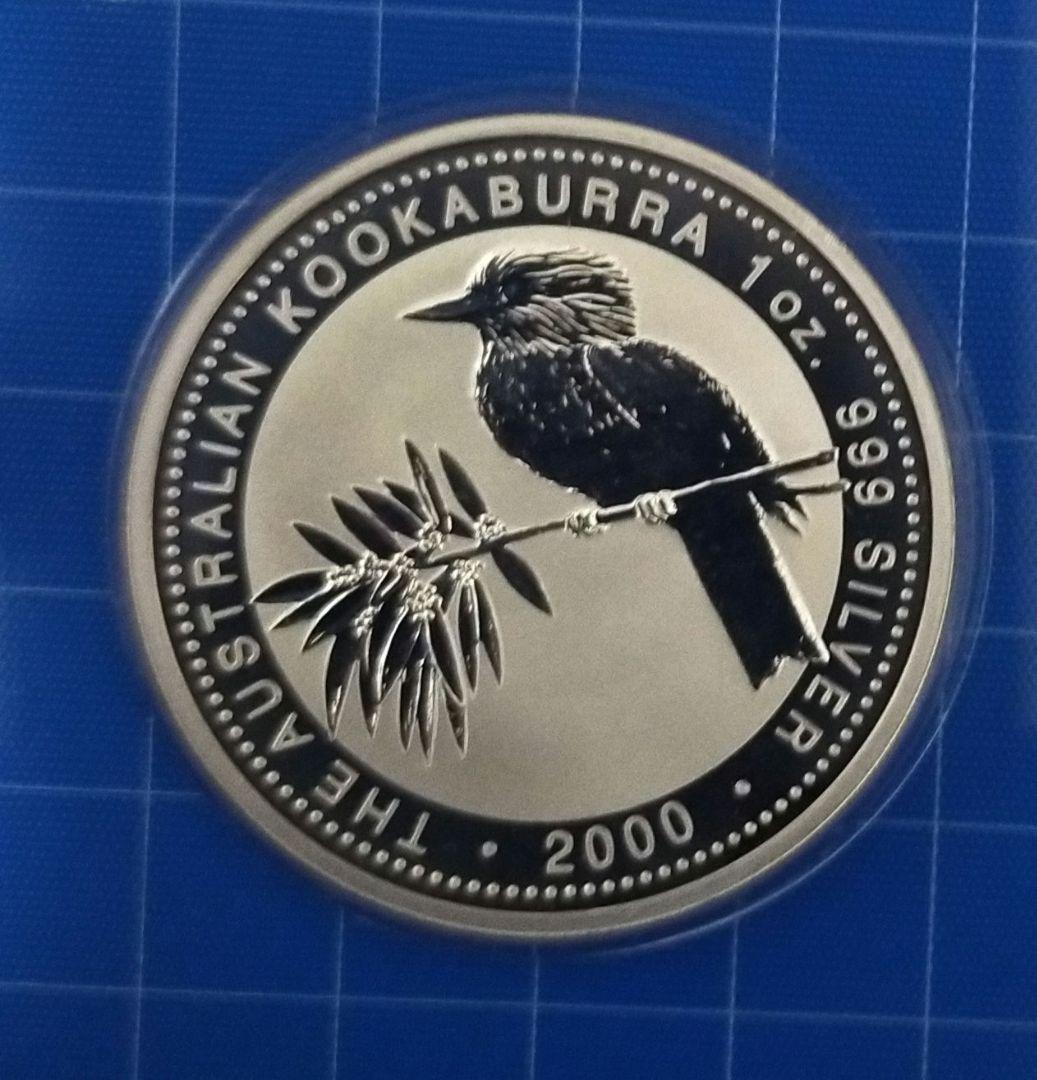 THE AUSTRALIAN KOOKABURRA 1 oz. 999 SILVER
• 2000 •